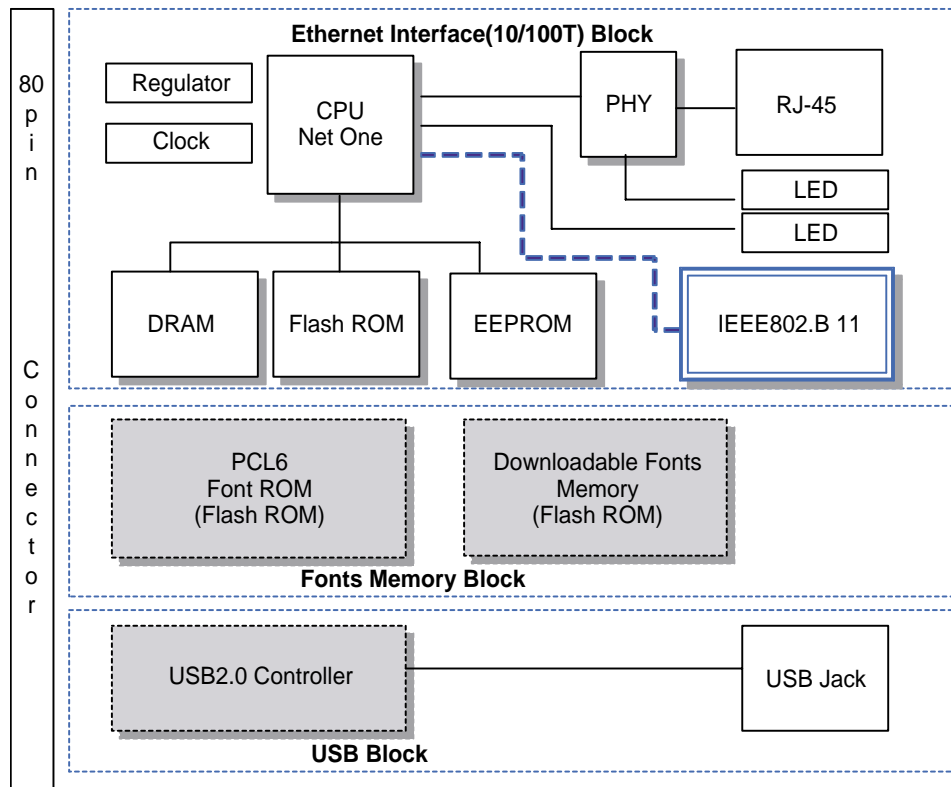 80
p
i
n
C
o
n
n
e
c
t
o
r
Ethernet Interface(10/100T) Block
Regulator
Clock
CPU
Net One
PHY
RJ-45
LED
LED
DRAM
Flash ROM
EEPROM
IEEE802.B 11
PCL6
Font ROM
(Flash ROM)
Downloadable Fonts
Memory
(Flash ROM)
Fonts Memory Block
USB2.0 Controller
USB Jack
USB Block